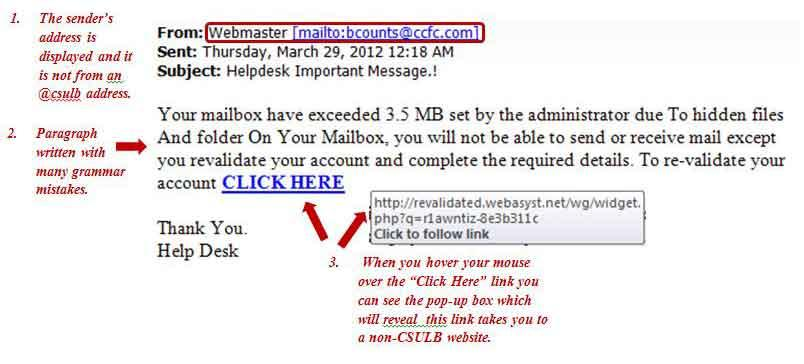 1. The sender's
address is
displayed and it
is not from an
@csulb address.
From: Webmaster [mailto:bcounts@ccfc.com]
Sent: Thursday, March 29, 2012 12:18 AM
Subject: Helpdesk Important Message.!
2. Paragraph
written with
many grammar
mistakes.
Your mailbox have exceeded 3.5 MB set by the administrator due To hidden files
And folder On Your Mailbox, you will not be able to send or receive mail except
you revalidate your account and complete the required details. To re-validate your
account CLICK HERE
http://revalidated.webasyst.net/wg/widget.
php?q=r1awntiz-8e3b311c
Click to follow link
Thank You.
Help Desk
3. When you hover your mouse
over the “Click Here” link you
can see the pop-up box which
will reveal this link takes you to
a non-CSULB website.